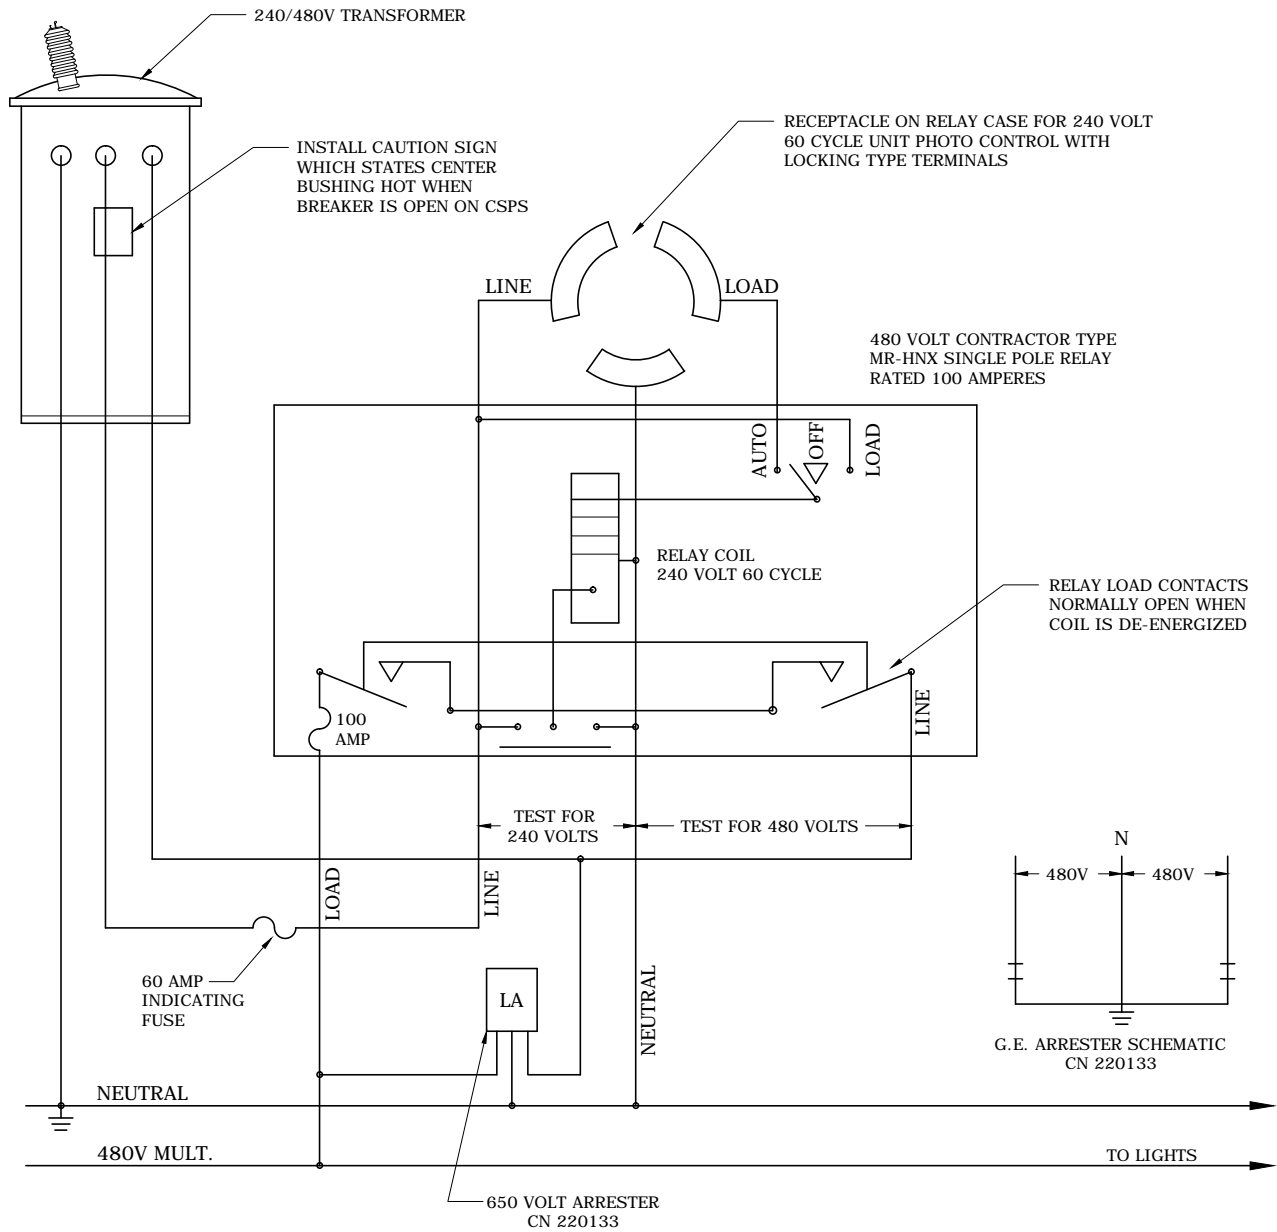 240/480V TRANSFORMER
RECEPTACLE ON RELAY CASE FOR 240 VOLT
60 CYCLE UNIT PHOTO CONTROL WITH
LOCKING TYPE TERMINALS
INSTALL CAUTION SIGN
WHICH STATES CENTER
BUSHING HOT WHEN
BREAKER IS OPEN ON CSPS
LINE
LOAD
480 VOLT CONTRACTOR TYPE
MR-HNX SINGLE POLE RELAY
RATED 100 AMPERES
AUTO
OFF
LOAD
RELAY COIL
240 VOLT 60 CYCLE
RELAY LOAD CONTACTS
NORMALLY OPEN WHEN
COIL IS DE-ENERGIZED
100
AMP
LINE
TEST FOR
240 VOLTS
TEST FOR 480 VOLTS
LOAD
LINE
N
480V
480V
60 AMP
INDICATING
FUSE
LA
NEUTRAL
G.E. ARRESTER SCHEMATIC
CN 220133
NEUTRAL
480V MULT.
TO LIGHTS
650 VOLT ARRESTER
CN 220133